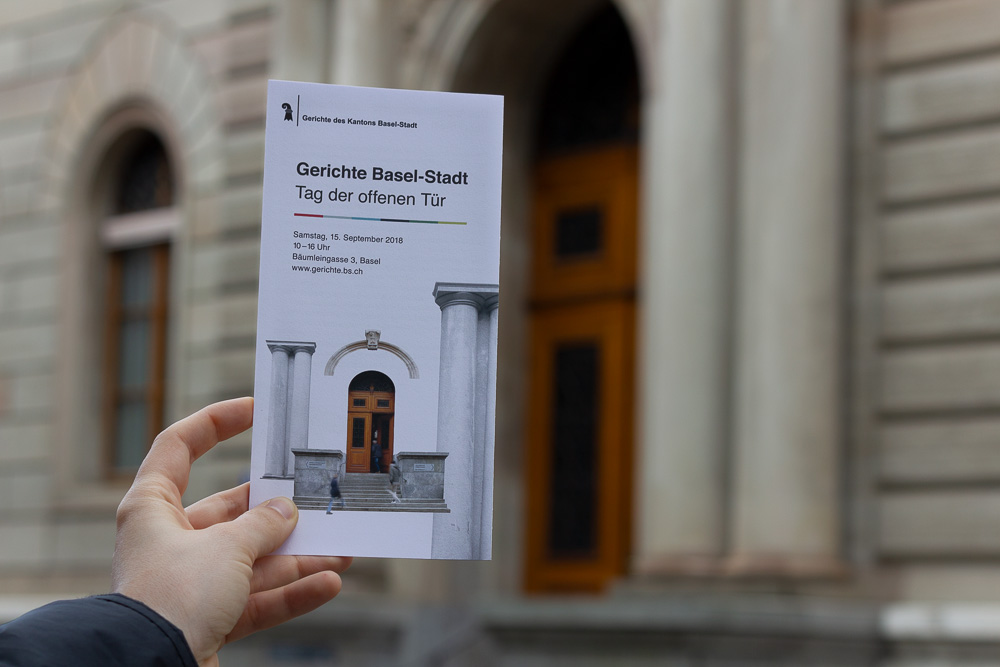 Gerichte des Kantons Basel-Stadt
Gerichte Basel-Stadt
Tag der offenen Tür
Samstag, 15. September 2018
10–16 Uhr
Bäumleingasse 3, Basel
www.gerichte.bs.ch